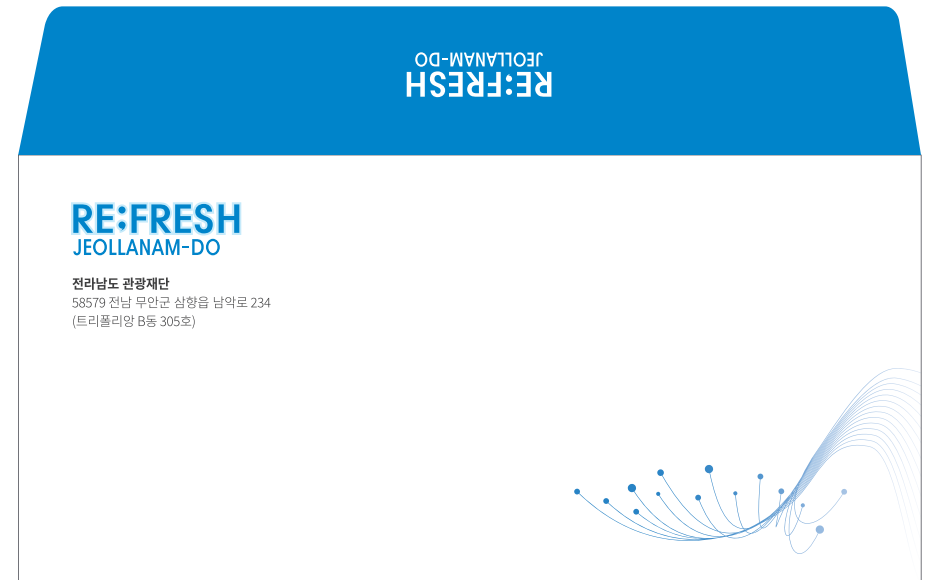 RE:FRESH
JEOLLANAM-DO
RE:FRESH
JEOLLANAM-DO
전라남도 관광재단
58579 전남 무안군 삼향읍 남악로 234
(트리폴리앙 B동 305호)